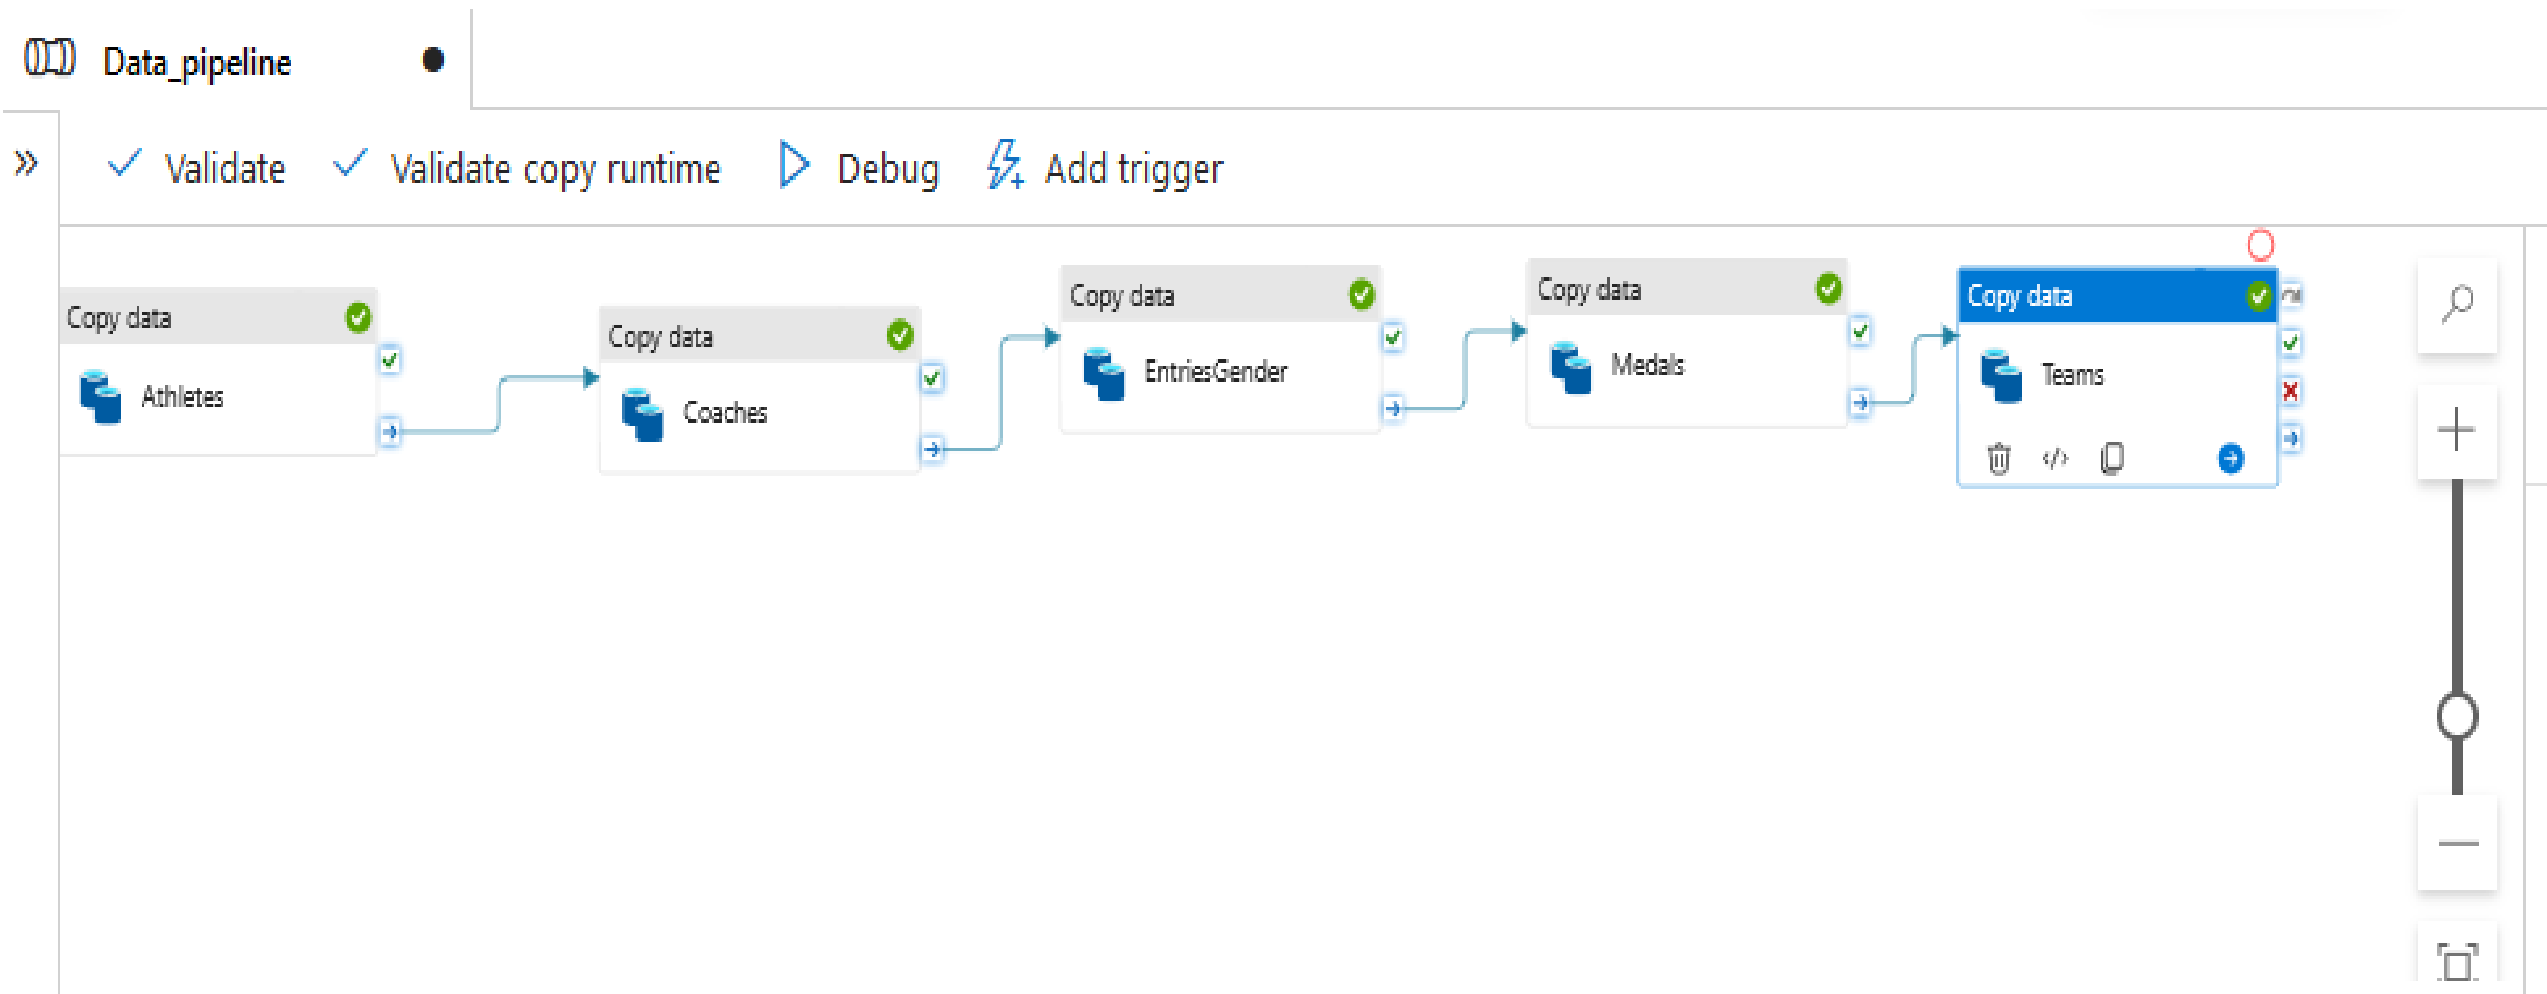 Data_pipeline
Validate Validate copy runtime Debug Add trigger
Copy data
Athletes
Copy data
Coaches
Copy data
EntriesGender
Copy data
Medals
Copy data
Teams